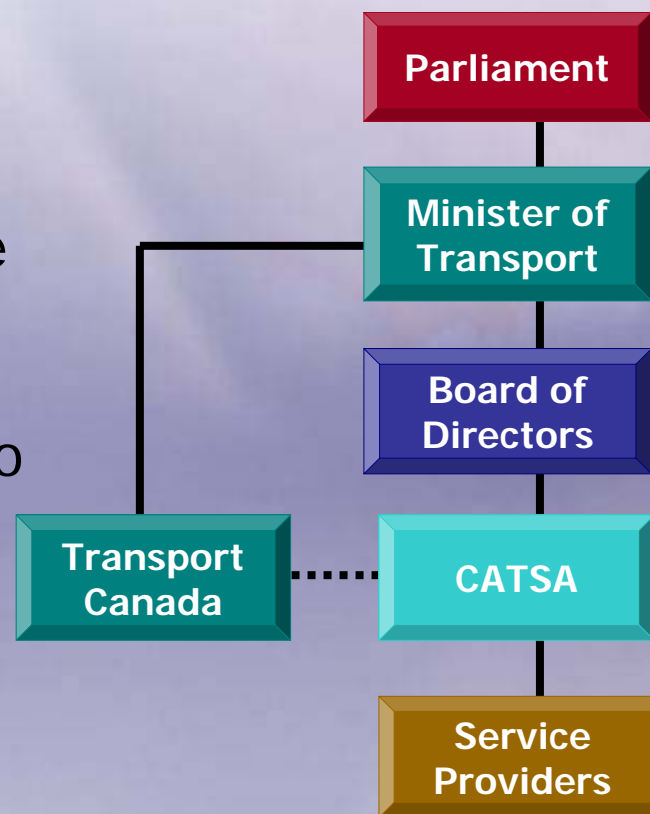 Parliament
Minister of
Transport
e
Board of
Directors
o
Transport
Canada
CATSA
Service
Providers